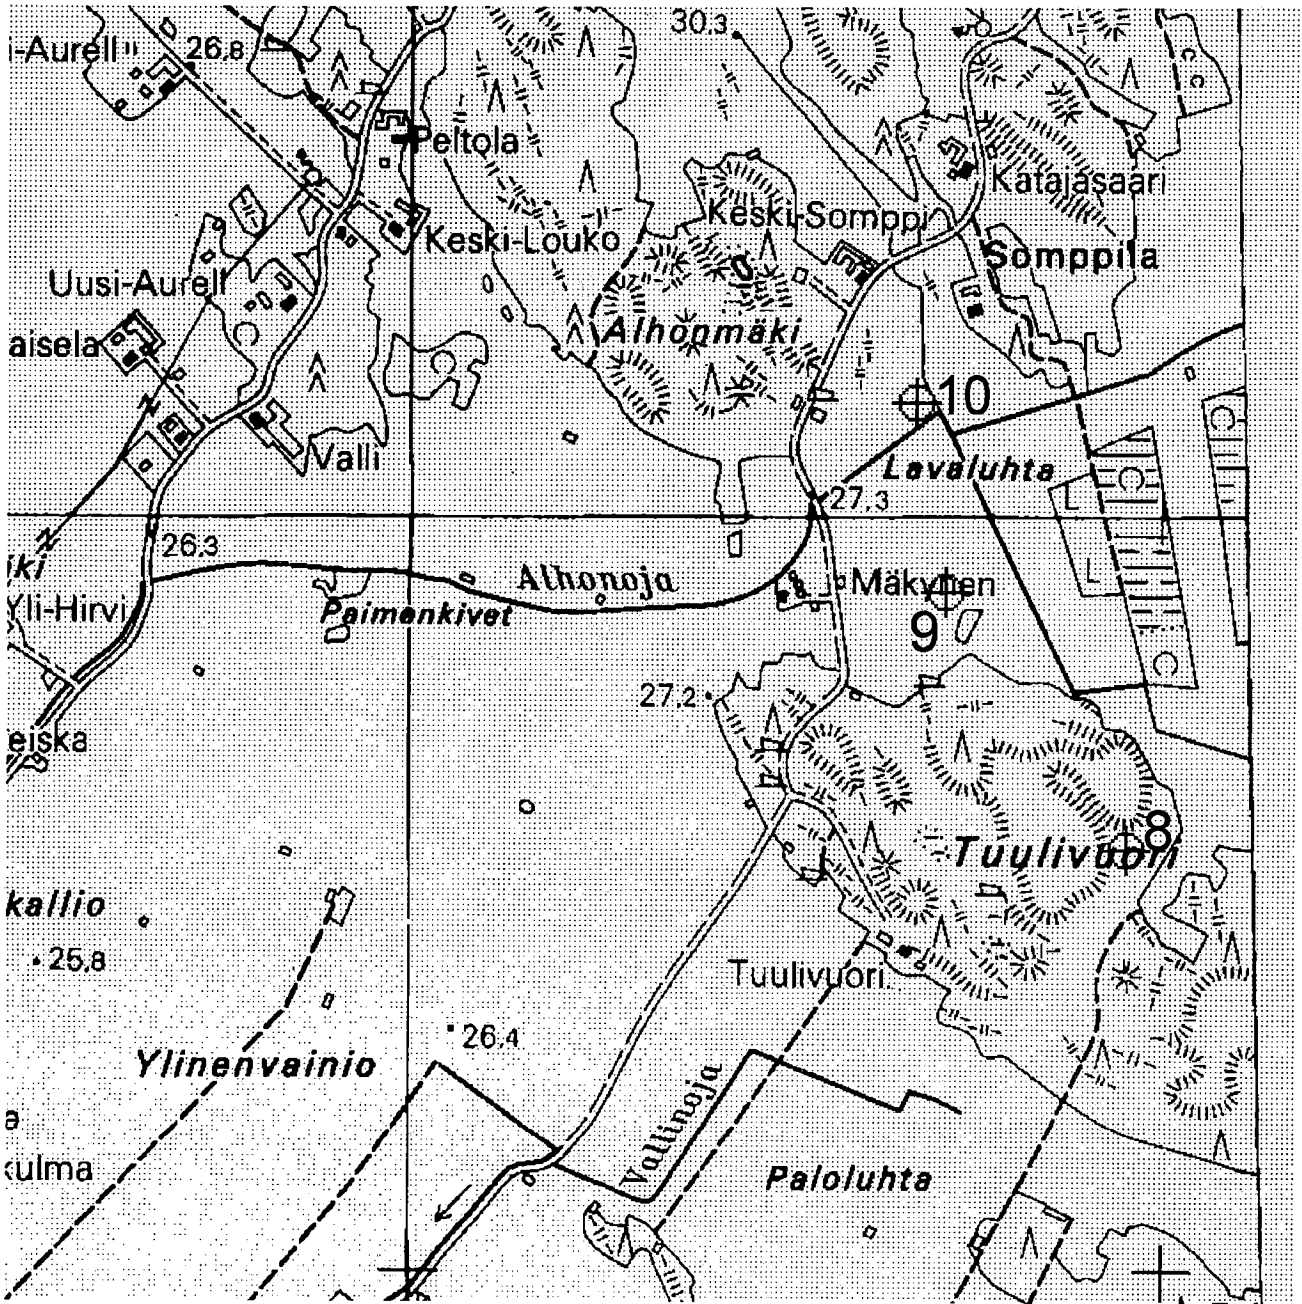 i-Aurell
26,8
30,3
C C
Peltola
Katajasaari
Keski-Somppi
Keski-Louko
Somppila
Uusi-Aurell
C
aisela
Alhonmäki
10
C
Valli
Lavaluhta
C
L
27,3
26,3
ki
Alhonoja
Mäkynen
L
Yli-Hirvi
Paimenkivet
9
C
27,2
eiska
8
Tuulivuori
kallio
25,8
Tuulivuori
26,4
Ylinenvainio
Vallinoja
a
kulma
Paloluhta